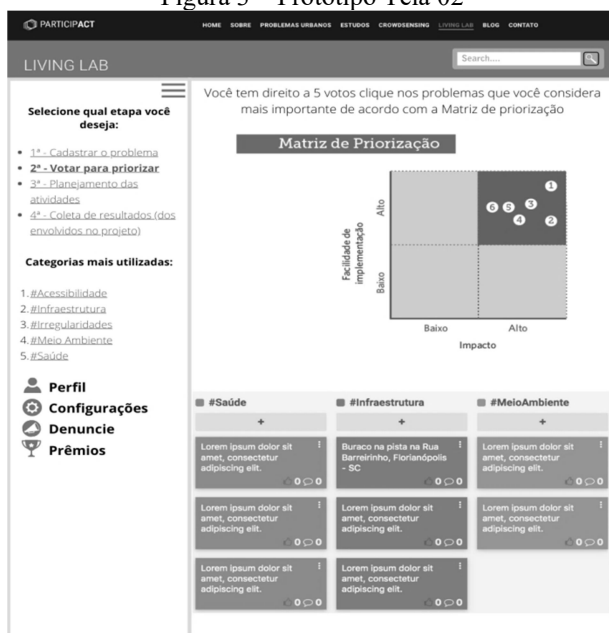 Figura 3 – Protótipo Tela 02
PARTICIPACT
HOME SOBRE PROBLEMAS URBANOS ESTUDOS CROWDSENSING LIVING LAB BLOG CONTATO
LIVING LAB
Search....
Selecione qual etapa você
deseja:
1ª - Cadastrar o problema
2ª - Votar para priorizar
3ª - Planejamento das
atividades
4ª - Coleta de resultados (dos
envolvidos no projeto)
Categorias mais utilizadas:
1. #Acessibilidade
2. #Infraestrutura
3. #Irregularidades
4. #Meio Ambiente
5. #Saúde
Perfil
Configurações
Denuncie
Prêmios
Você tem direito a 5 votos clique nos problemas que você considera
mais importante de acordo com a Matriz de priorização
Matriz de Priorização
Facilidade de
implementação
Alto
Baixo
1
6 5 3
4 2
Baixo Alto
Impacto
#Saúde
+
Lorem ipsum dolor sit
amet, consectetur
adipiscing elit.
0 0
Lorem ipsum dolor sit
amet, consectetur
adipiscing elit.
0 0
Lorem ipsum dolor sit
amet, consectetur
adipiscing elit.
0 0
#Infraestrutura
+
Buraco na pista na Rua
Barreirinho, Florianópolis
- SC
0 0
Lorem ipsum dolor sit
amet, consectetur
adipiscing elit.
0 0
Lorem ipsum dolor sit
amet, consectetur
adipiscing elit.
0 0
#MeioAmbiente
+
Lorem ipsum dolor sit
amet, consectetur
adipiscing elit.
0 0
Lorem ipsum dolor sit
amet, consectetur
adipiscing elit.
0 0